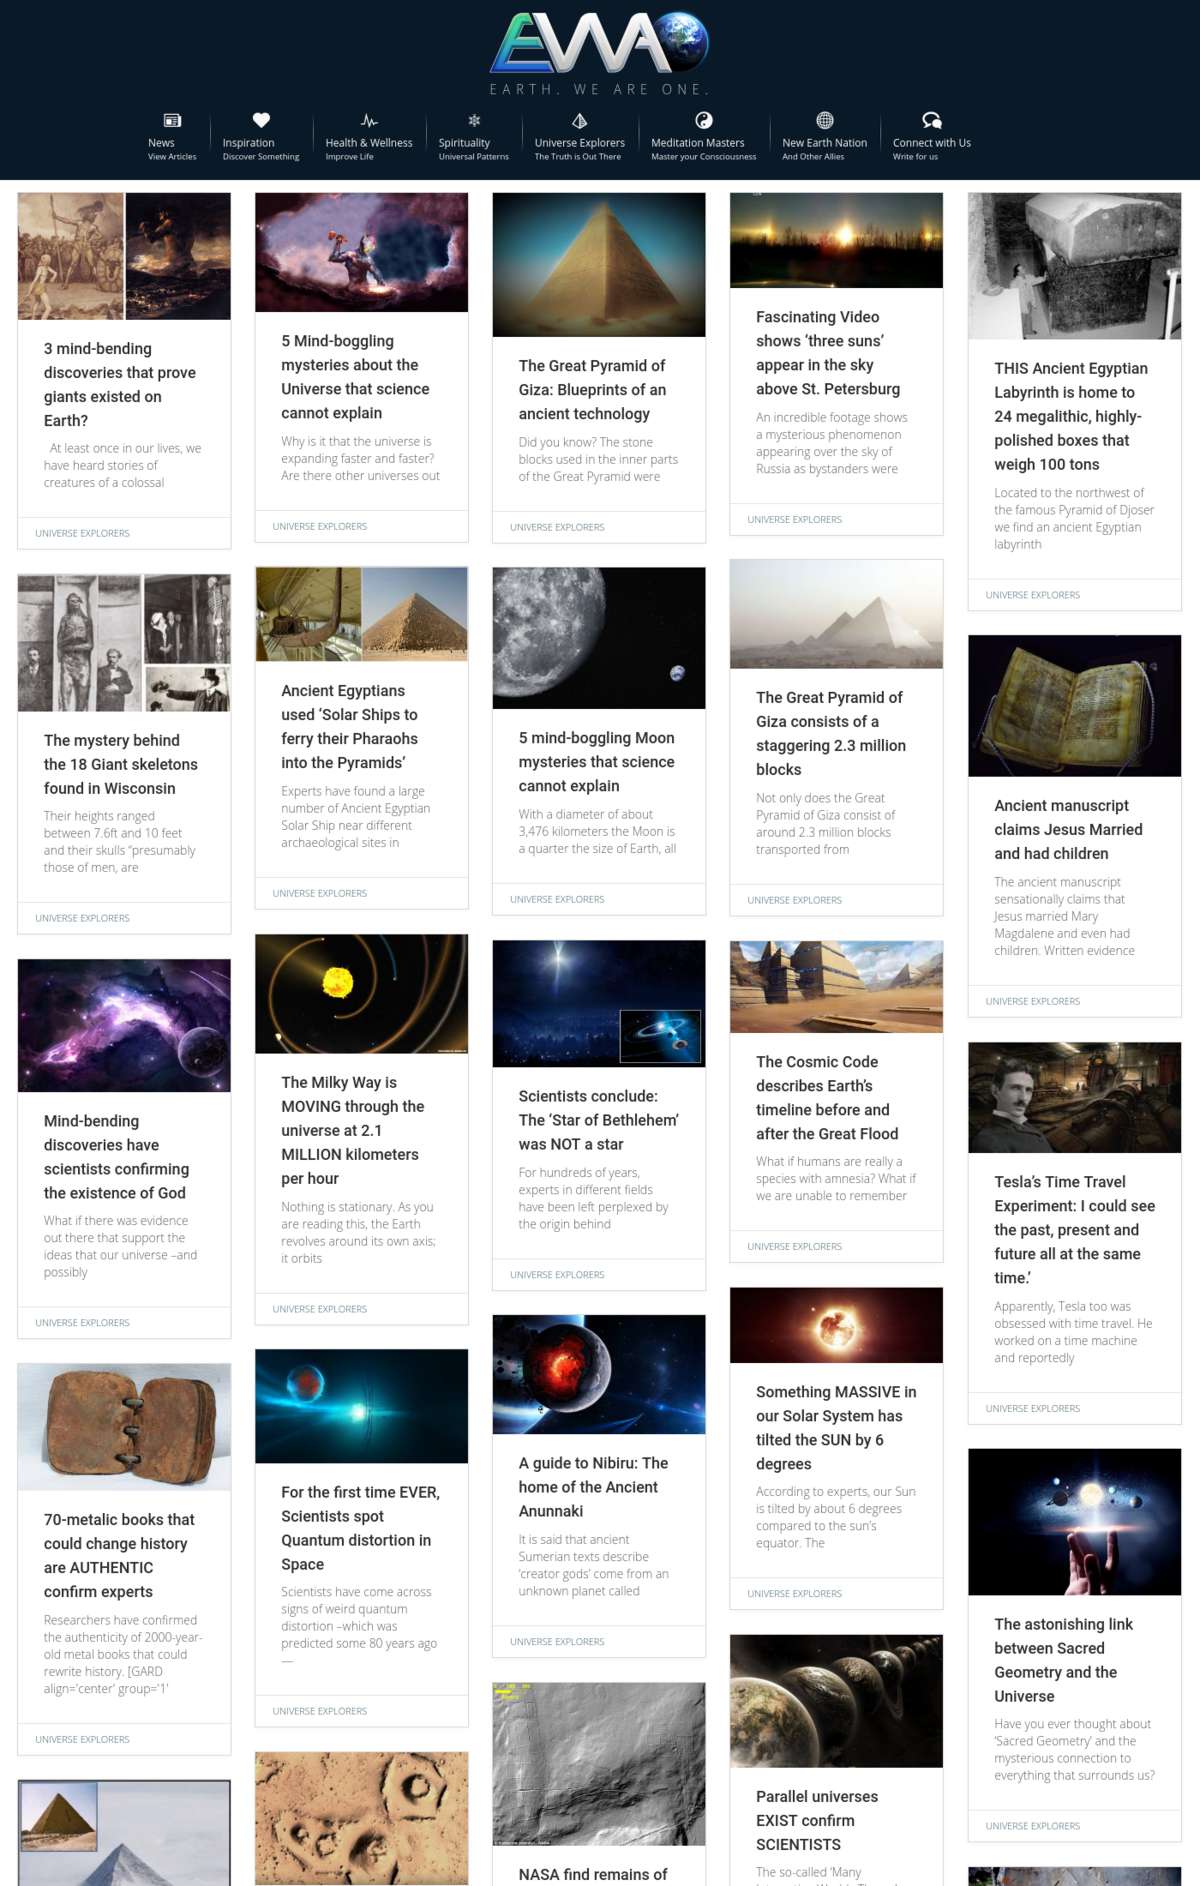 EWAO
EARTH. WE ARE ONE.
News
View Articles
Inspiration
Discover Something
Health & Wellness
Improve Life
Spirituality
Universal Patterns
Universe Explorers
The Truth is Out There
Meditation Masters
Master your Consciousness
New Earth Nation
And Other Allies
Connect with Us
Write for us
3 mind-bending
discoveries that prove
giants existed on
Earth?
At least once in our lives, we
have heard stories of
creatures of a colossal
UNIVERSE EXPLORERS
The mystery behind
the 18 Giant skeletons
found in Wisconsin
Their heights ranged
between 7.6ft and 10 feet
and their skulls “presumably
those of men, are
UNIVERSE EXPLORERS
Mind-bending
discoveries have
scientists confirming
the existence of God
What if there was evidence
out there that support the
ideas that our universe –and
possibly
UNIVERSE EXPLORERS
70-metalic books that
could change history
are AUTHENTIC
confirm experts
Researchers have confirmed
the authenticity of 2000-year-
old metal books that could
rewrite history. [GARD
align='center' group='1'
UNIVERSE EXPLORERS
5 Mind-boggling
mysteries about the
Universe that science
cannot explain
Why is it that the universe is
expanding faster and faster?
Are there other universes out
UNIVERSE EXPLORERS
Ancient Egyptians
used ‘Solar Ships to
ferry their Pharaohs
into the Pyramids’
Experts have found a large
number of Ancient Egyptian
Solar Ship near different
archaeological sites in
UNIVERSE EXPLORERS
The Milky Way is
MOVING through the
universe at 2.1
MILLION kilometers
per hour
Nothing is stationary. As you
are reading this, the Earth
revolves around its own axis;
it orbits
UNIVERSE EXPLORERS
For the first time EVER,
Scientists spot
Quantum distortion in
Space
Scientists have come across
signs of weird quantum
distortion –which was
predicted some 80 years ago
—
UNIVERSE EXPLORERS
The Great Pyramid of
Giza: Blueprints of an
ancient technology
Did you know? The stone
blocks used in the inner parts
of the Great Pyramid were
UNIVERSE EXPLORERS
5 mind-boggling Moon
mysteries that science
cannot explain
With a diameter of about
3,476 kilometers the Moon is
a quarter the size of Earth, all
UNIVERSE EXPLORERS
Scientists conclude:
The ‘Star of Bethlehem’
was NOT a star
For hundreds of years,
experts in different fields
have been left perplexed by
the origin behind
UNIVERSE EXPLORERS
A guide to Nibiru: The
home of the Ancient
Anunnaki
It is said that ancient
Sumerian texts describe
‘creator gods’ come from an
unknown planet called
UNIVERSE EXPLORERS
NASA find remains of
Fascinating Video
shows ‘three suns’
appear in the sky
above St. Petersburg
An incredible footage shows
a mysterious phenomenon
appearing over the sky of
Russia as bystanders were
UNIVERSE EXPLORERS
The Great Pyramid of
Giza consists of a
staggering 2.3 million
blocks
Not only does the Great
Pyramid of Giza consist of
around 2.3 million blocks
transported from
UNIVERSE EXPLORERS
The Cosmic Code
describes Earth’s
timeline before and
after the Great Flood
What if humans are really a
species with amnesia? What if
we are unable to remember
UNIVERSE EXPLORERS
Something MASSIVE in
our Solar System has
tilted the SUN by 6
degrees
According to experts, our Sun
is tilted by about 6 degrees
compared to the sun’s
equator. The
UNIVERSE EXPLORERS
Parallel universes
EXIST confirm
SCIENTISTS
The so-called ‘Many
THIS Ancient Egyptian
Labyrinth is home to
24 megalithic, highly-
polished boxes that
weigh 100 tons
Located to the northwest of
the famous Pyramid of Djoser
we find an ancient Egyptian
labyrinth
UNIVERSE EXPLORERS
Ancient manuscript
claims Jesus Married
and had children
The ancient manuscript
sensationally claims that
Jesus married Mary
Magdalene and even had
children. Written evidence
UNIVERSE EXPLORERS
Tesla’s Time Travel
Experiment: I could see
the past, present and
future all at the same
time.’
Apparently, Tesla too was
obsessed with time travel. He
worked on a time machine
and reportedly
UNIVERSE EXPLORERS
The astonishing link
between Sacred
Geometry and the
Universe
Have you ever thought about
‘Sacred Geometry’ and the
mysterious connection to
everything that surrounds us?
UNIVERSE EXPLORERS